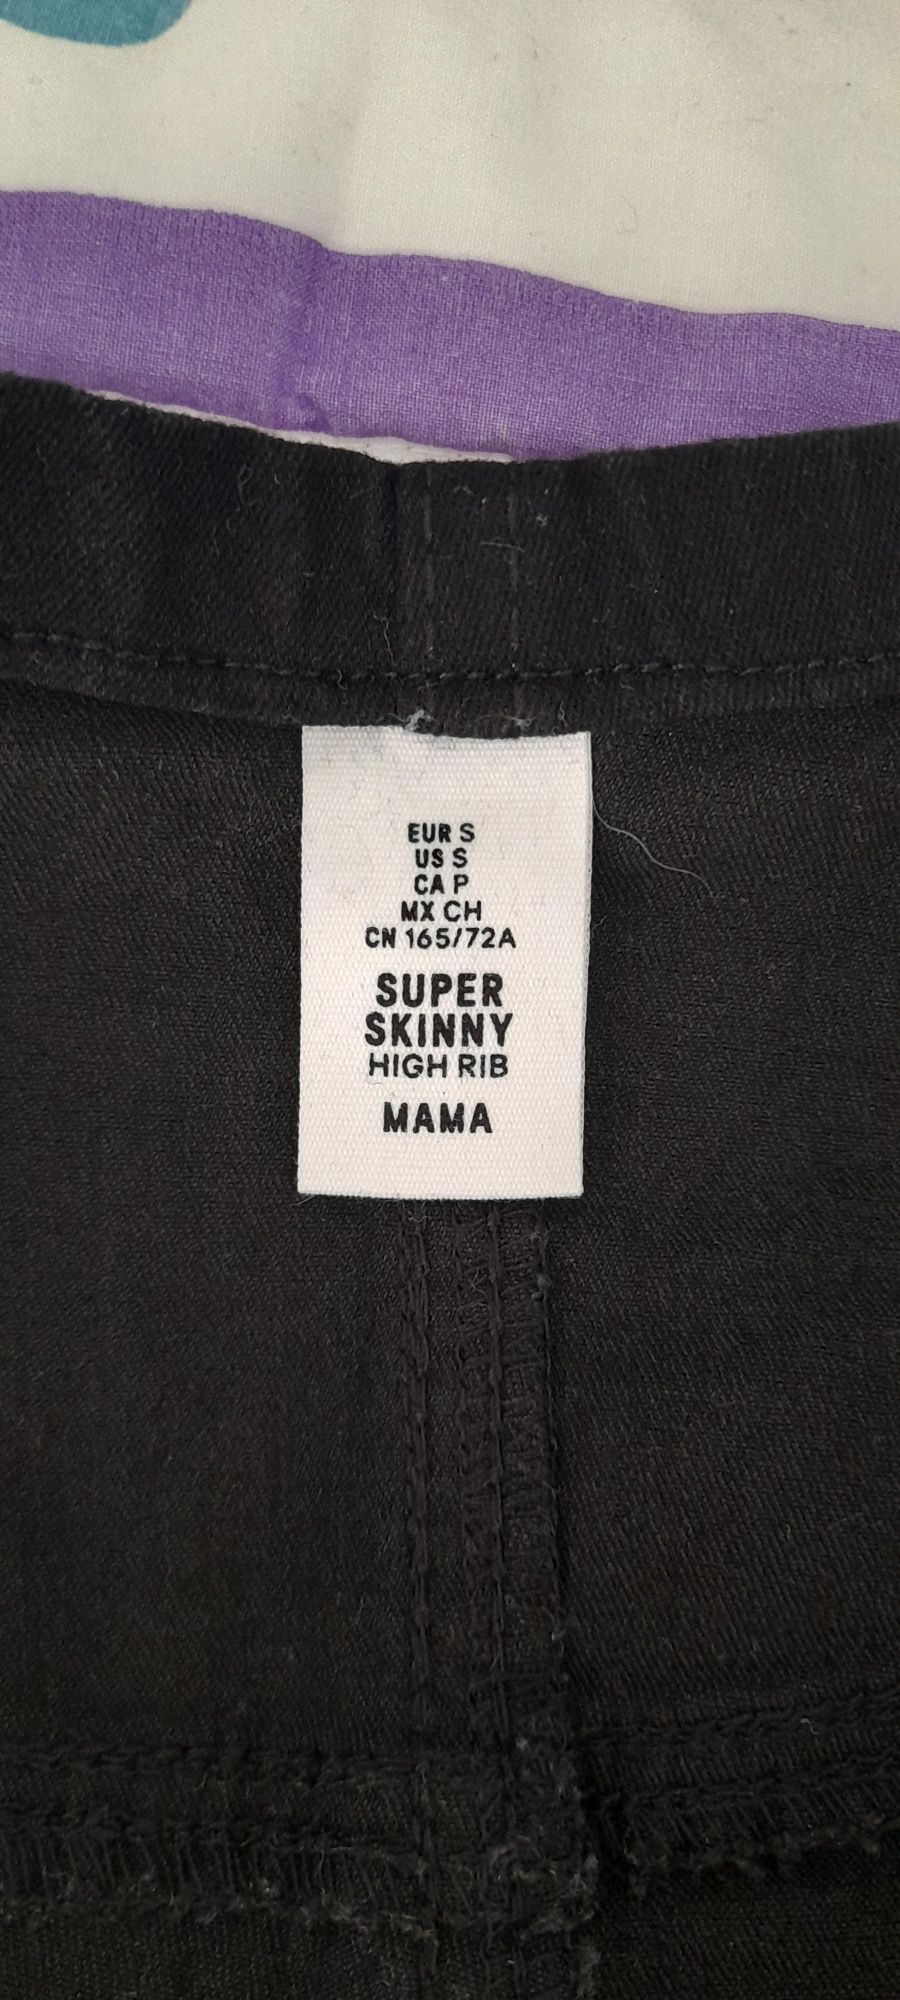 EUR S
US S
CA P
MX CH
CN 165/72A
SUPER
SKINNY
HIGH RIB
MAMA